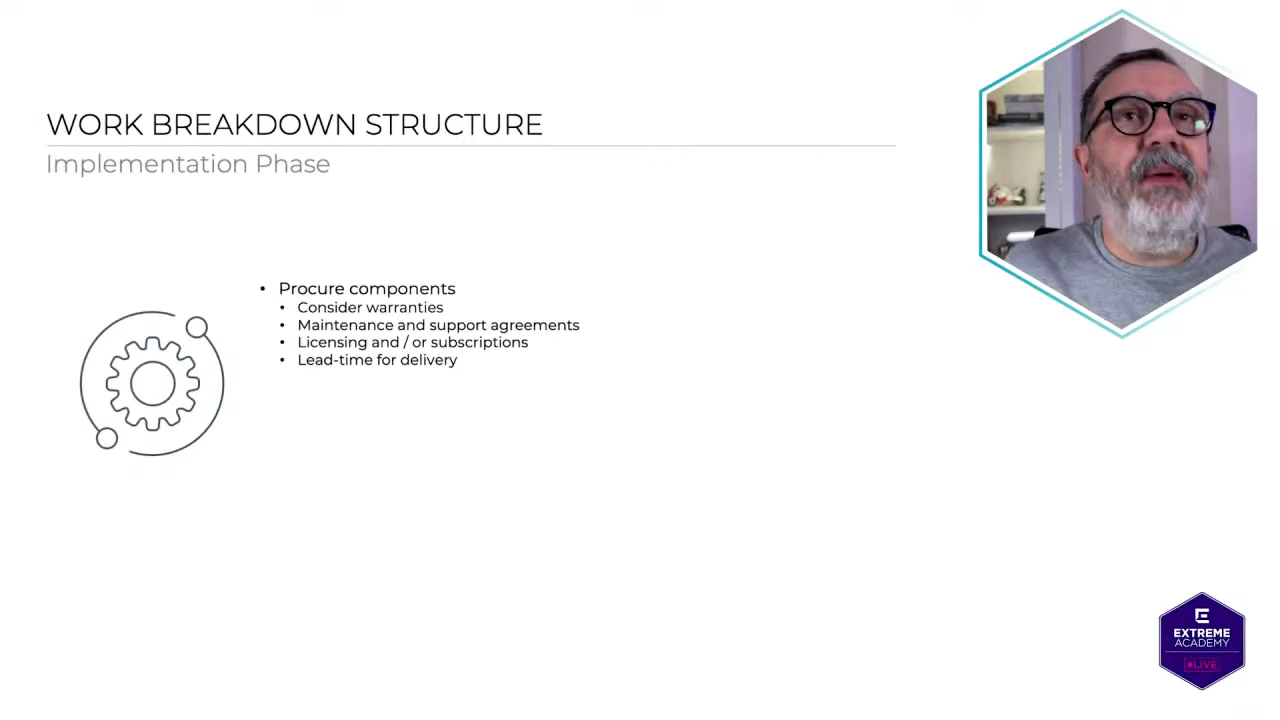 WORK BREAKDOWN STRUCTURE
Implementation Phase
• Procure components
• Consider warranties
• Maintenance and support agreements
• Licensing and / or subscriptions
• Lead-time for delivery
EXTREME
ACADEMY
LIVE